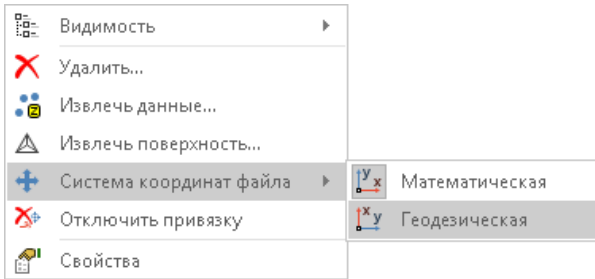 Видимость
Удалить...
Извлечь данные...
Извлечь поверхность...
Система координат файла
Отключить привязку
Свойства
y x Математическая
x y Геодезическая